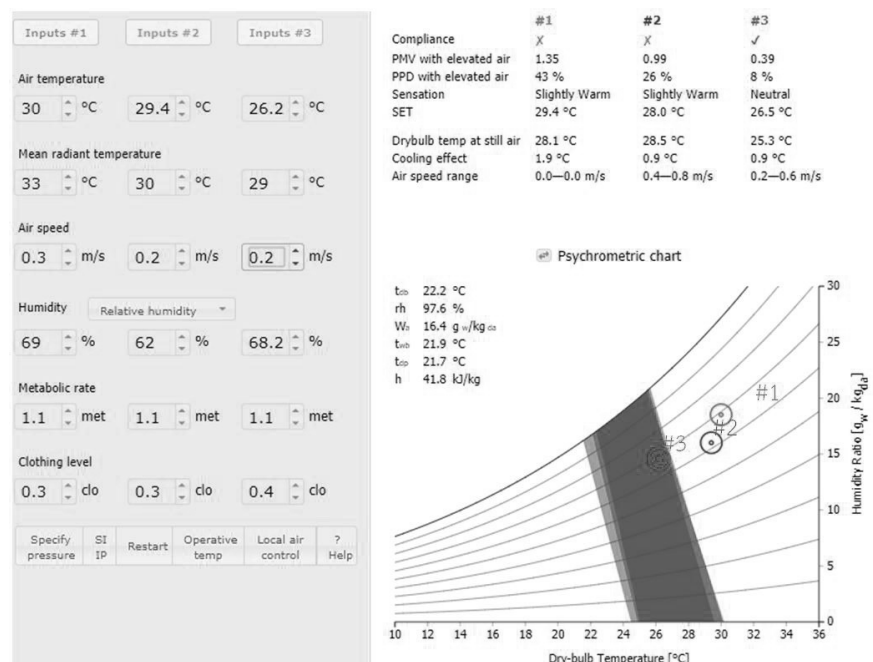 Inputs #1 Inputs #2 Inputs #3
Air temperature
30 °C 29.4 °C 26.2 °C
Mean radiant temperature
33 °C 30 °C 29 °C
Air speed
0.3 m/s 0.2 m/s 0.2 m/s
Humidity Relative humidity
69 % 62 % 68.2 %
Metabolic rate
1.1 met 1.1 met 1.1 met
Clothing level
0.3 clo 0.3 clo 0.4 clo
Specify pressure SI IP Restart Operative temp Local air control ? Help
#1 #2 #3
Compliance ✗ ✗ ✓
PMV with elevated air 1.35 0.99 0.39
PPD with elevated air 43 % 26 % 8 %
Sensation Slightly Warm Slightly Warm Neutral
SET 29.4 °C 28.0 °C 26.5 °C
Drybulb temp at still air 28.1 °C 28.5 °C 25.3 °C
Cooling effect 1.9 °C 0.9 °C 0.9 °C
Air speed range 0.0—0.0 m/s 0.4—0.8 m/s 0.2—0.6 m/s
Psychrometric chart
t_db 22.2 °C
rh 97.6 %
W_a 16.4 g w/kg da
t_wb 21.9 °C
t_dp 21.7 °C
h 41.8 kJ/kg
#1
#2
#3
30
25
20
15
10
5
0
Humidity Ratio [g_w / kg_da]
10 12 14 16 18 20 22 24 26 28 30 32 34 36
Dry-bulb Temperature [°C]